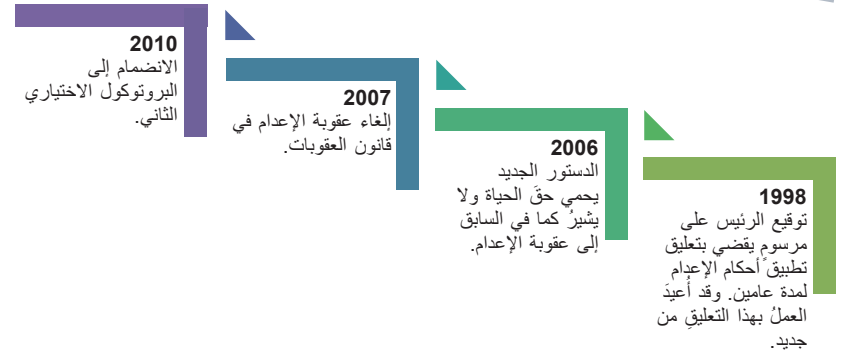 1998
توقيع الرئيس على
مرسومٍ يقضي بتعليق
تطبيق أحكام الإعدام
لمدة عامين. وقد أُعيدَ
العملُ بهذا التعليقِ من
جديد.
2006
الدستور الجديد
يحمي حقَ الحياة ولا
يشيرُ كما في السابق
إلى عقوبة الإعدام.
2007
إلغاء عقوبة الإعدام في
قانون العقوبات.
2010
الانضمام إلى
البروتوكول الاختياري
الثاني.